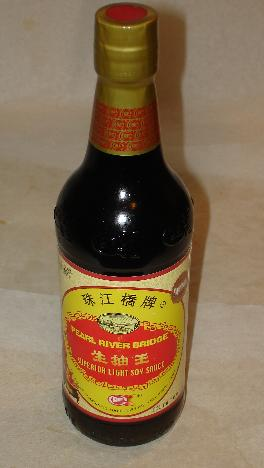 珠江橋牌
PEARL RIVER BRIDGE
生抽王
SUPERIOR LIGHT SOY SAUCE